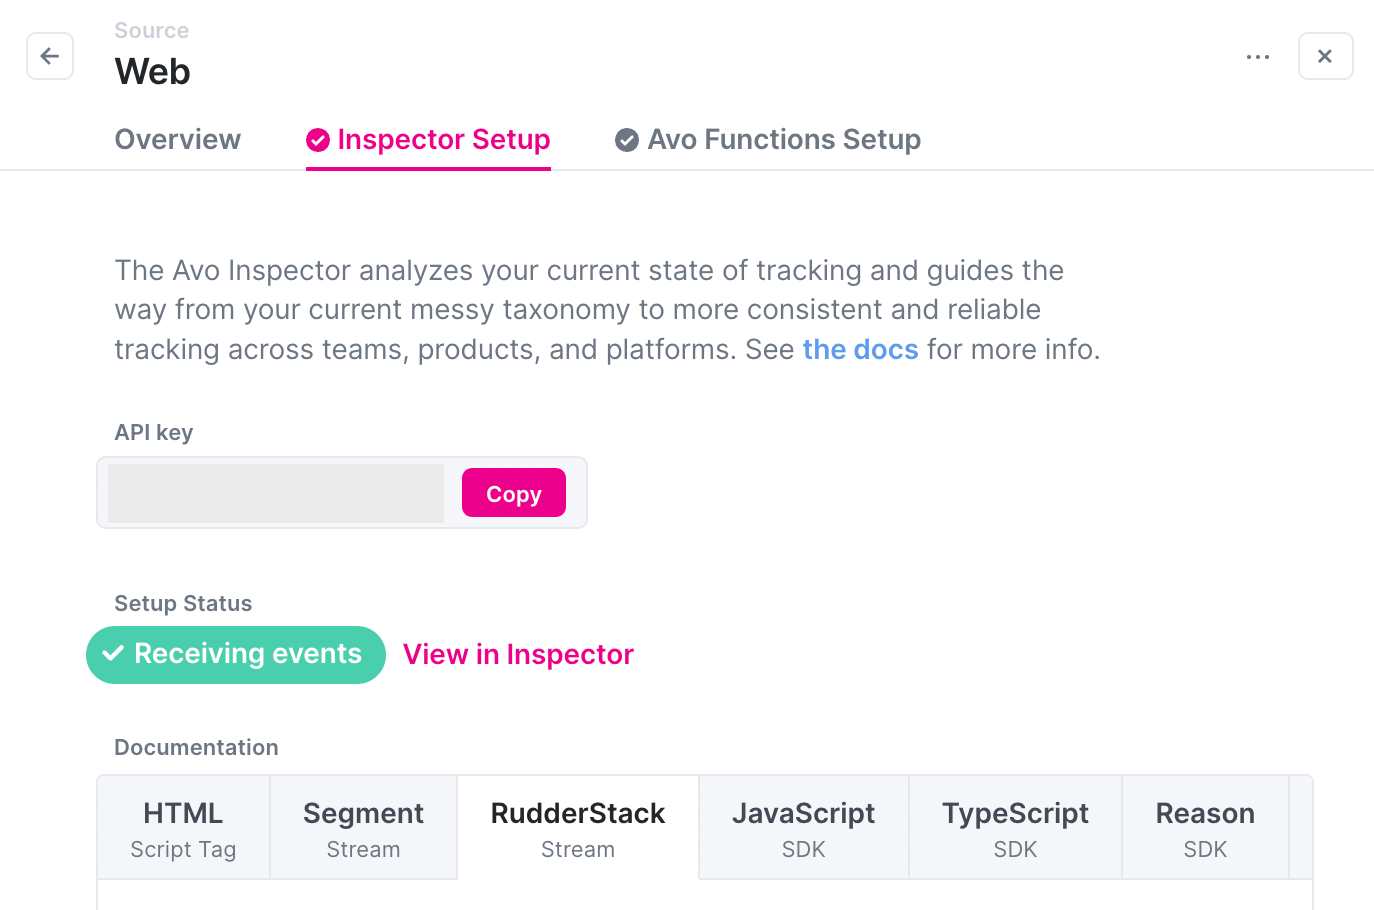 Source
Web
Overview
Inspector Setup
Avo Functions Setup
The Avo Inspector analyzes your current state of tracking and guides the
way from your current messy taxonomy to more consistent and reliable
tracking across teams, products, and platforms. See the docs for more info.
API key
Copy
Setup Status
Receiving events
View in Inspector
Documentation
HTML
Script Tag
Segment
Stream
RudderStack
Stream
JavaScript
SDK
TypeScript
SDK
Reason
SDK